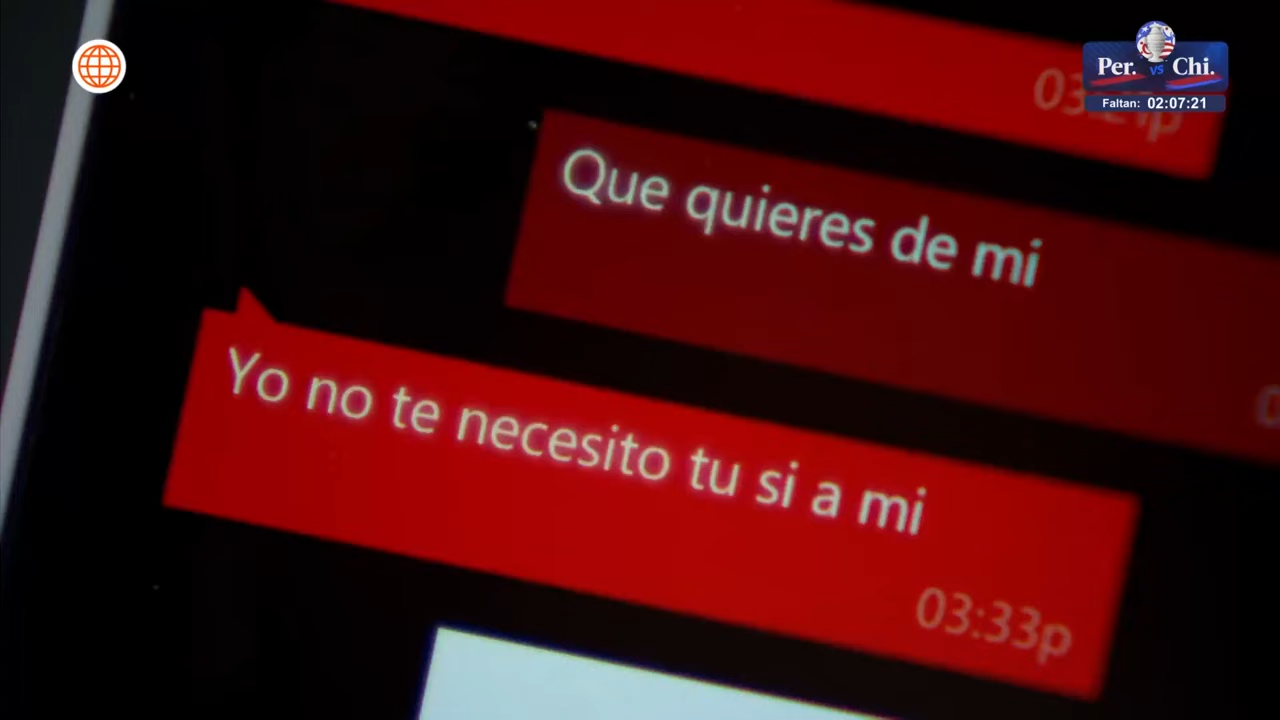 Per. vs Chi.
Faltan: 02:07:21
Que quieres de mi
Yo no te necesito tu si a mi
03:33p